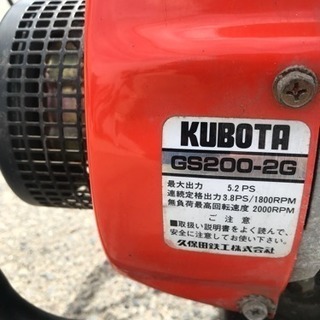 KUBOTA
GS200-2G
最大出力 5.2 PS
連続定格出力 3.8PS/1800RPM
無負荷最高回転速度 2000RPM
ご注意
■取扱い説明書をよく読んで、
安全に注意してお使い下さい。
久保田鉄工株式会社